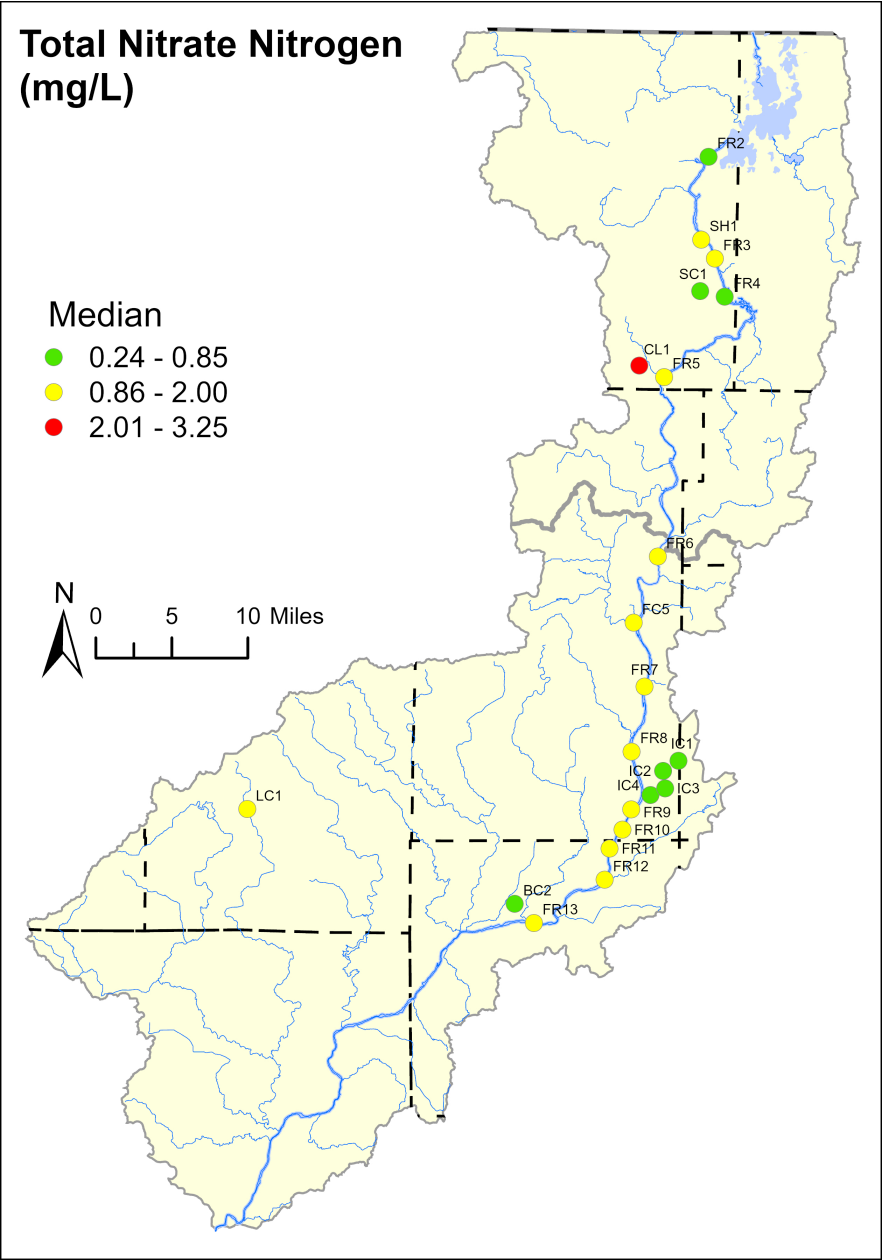 Total Nitrate Nitrogen
(mg/L)
FR2
SH1
FR3
SC1
FR4
Median
0.24 - 0.85
0.86 - 2.00
2.01 - 3.25
CL1
FR5
FR6
N
0 5 10 Miles
FC5
FR7
FR8
IC1
IC2
IC4
IC3
LC1
FR9
FR10
FR11
FR12
BC2
FR13